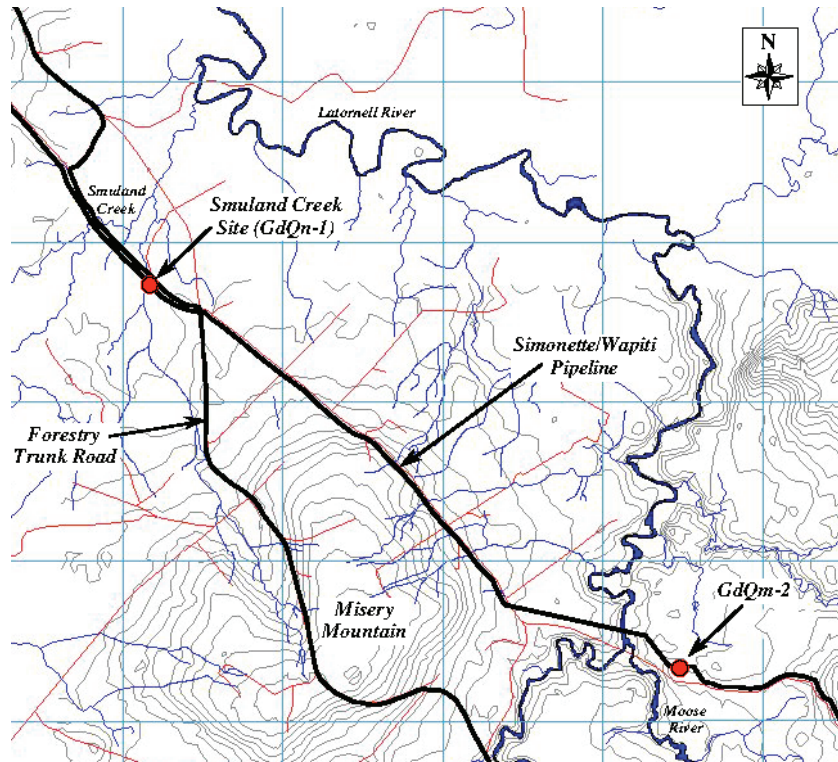 N
Latornell River
Smuland
Creek
Smuland Creek
Site (GdQn-1)
Simonette/Wapiti
Pipeline
Forestry
Trunk Road
GdQm-2
Misery
Mountain
Moose
River